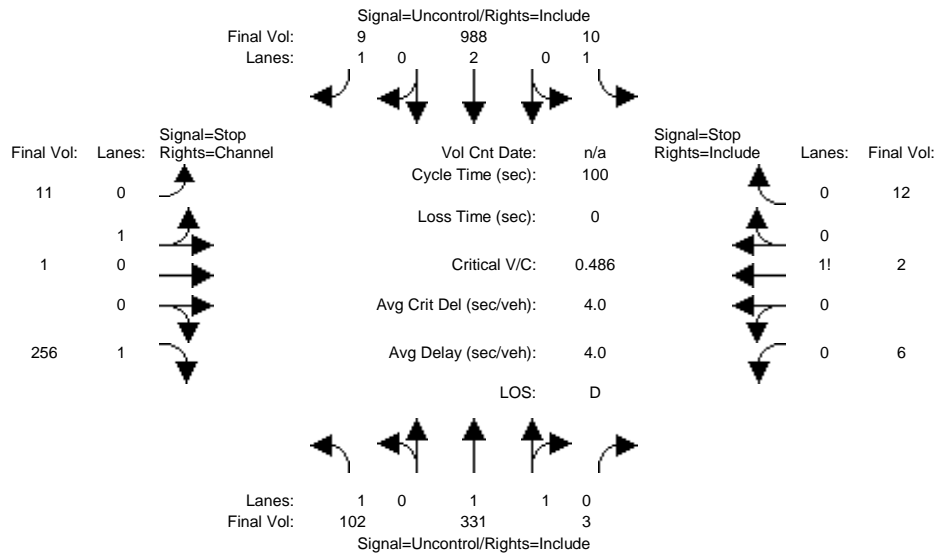 Signal=Uncontrol/Rights=Include
Final Vol: 9 988 10
Lanes: 1 0 2 0 1
Signal=Stop Signal=Stop
Final Vol: Lanes: Rights=Channel Vol Cnt Date: n/a Rights=Include Lanes: Final Vol:
Cycle Time (sec): 100
11 0 0 12
Loss Time (sec): 0
1 0
1 0 Critical V/C: 0.486 1! 2
0 Avg Crit Del (sec/veh): 4.0 0
256 1 Avg Delay (sec/veh): 4.0 0 6
LOS: D
Lanes: 1 0 1 1 0
Final Vol: 102 331 3
Signal=Uncontrol/Rights=Include